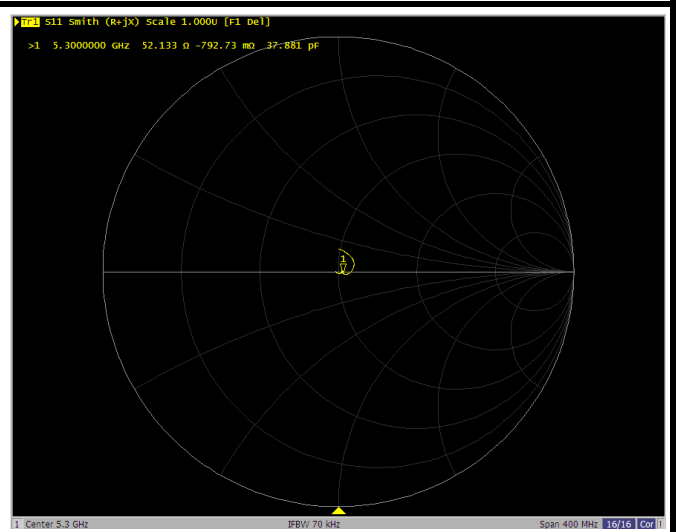 Tr1 S11 Smith (R+jX) Scale 1.000U [F1 Del]
>1 5.3000000 GHz 52.133 Ω -792.73 mΩ 37.881 pF
1
1 Center 5.3 GHz IFBW 70 kHz Span 400 MHz 16/16 Cor !